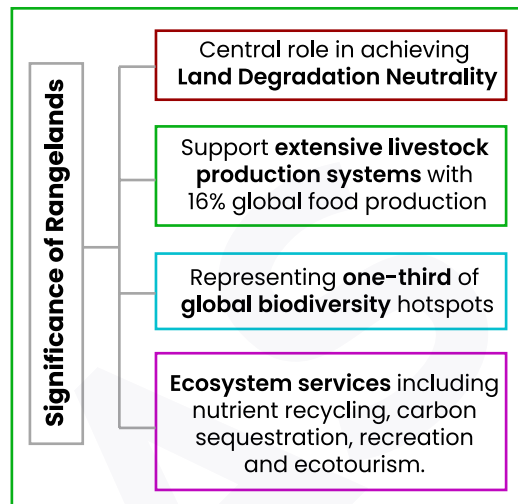 Significance of Rangelands
Central role in achieving
Land Degradation Neutrality
Support extensive livestock
production systems with
16% global food production
Representing one-third of
global biodiversity hotspots
Ecosystem services including
nutrient recycling, carbon
sequestration, recreation
and ecotourism.